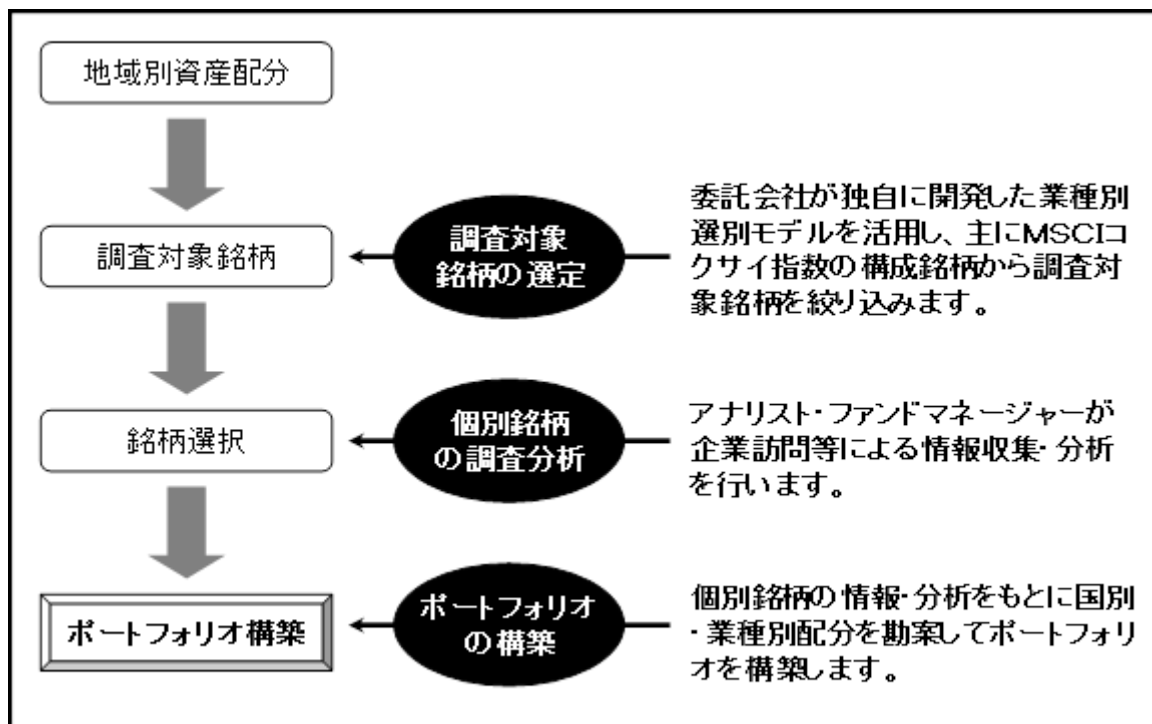 地域別資産配分
調査対象銘柄
調査対象
銘柄の選定
委託会社が独自に開発した業種別
選別モデルを活用し、主にMSCIコ
クサイ指数の構成銘柄から調査対
象銘柄を絞り込みます。
銘柄選択
個別銘柄
の調査分析
アナリスト・ファンドマネージャーが
企業訪問等による情報収集・分析
を行います。
ポートフォリオ構築
ポートフォリオ
の構築
個別銘柄の情報・分析をもとに国別
・業種別配分を勘案してポートフォリ
オを構築します。